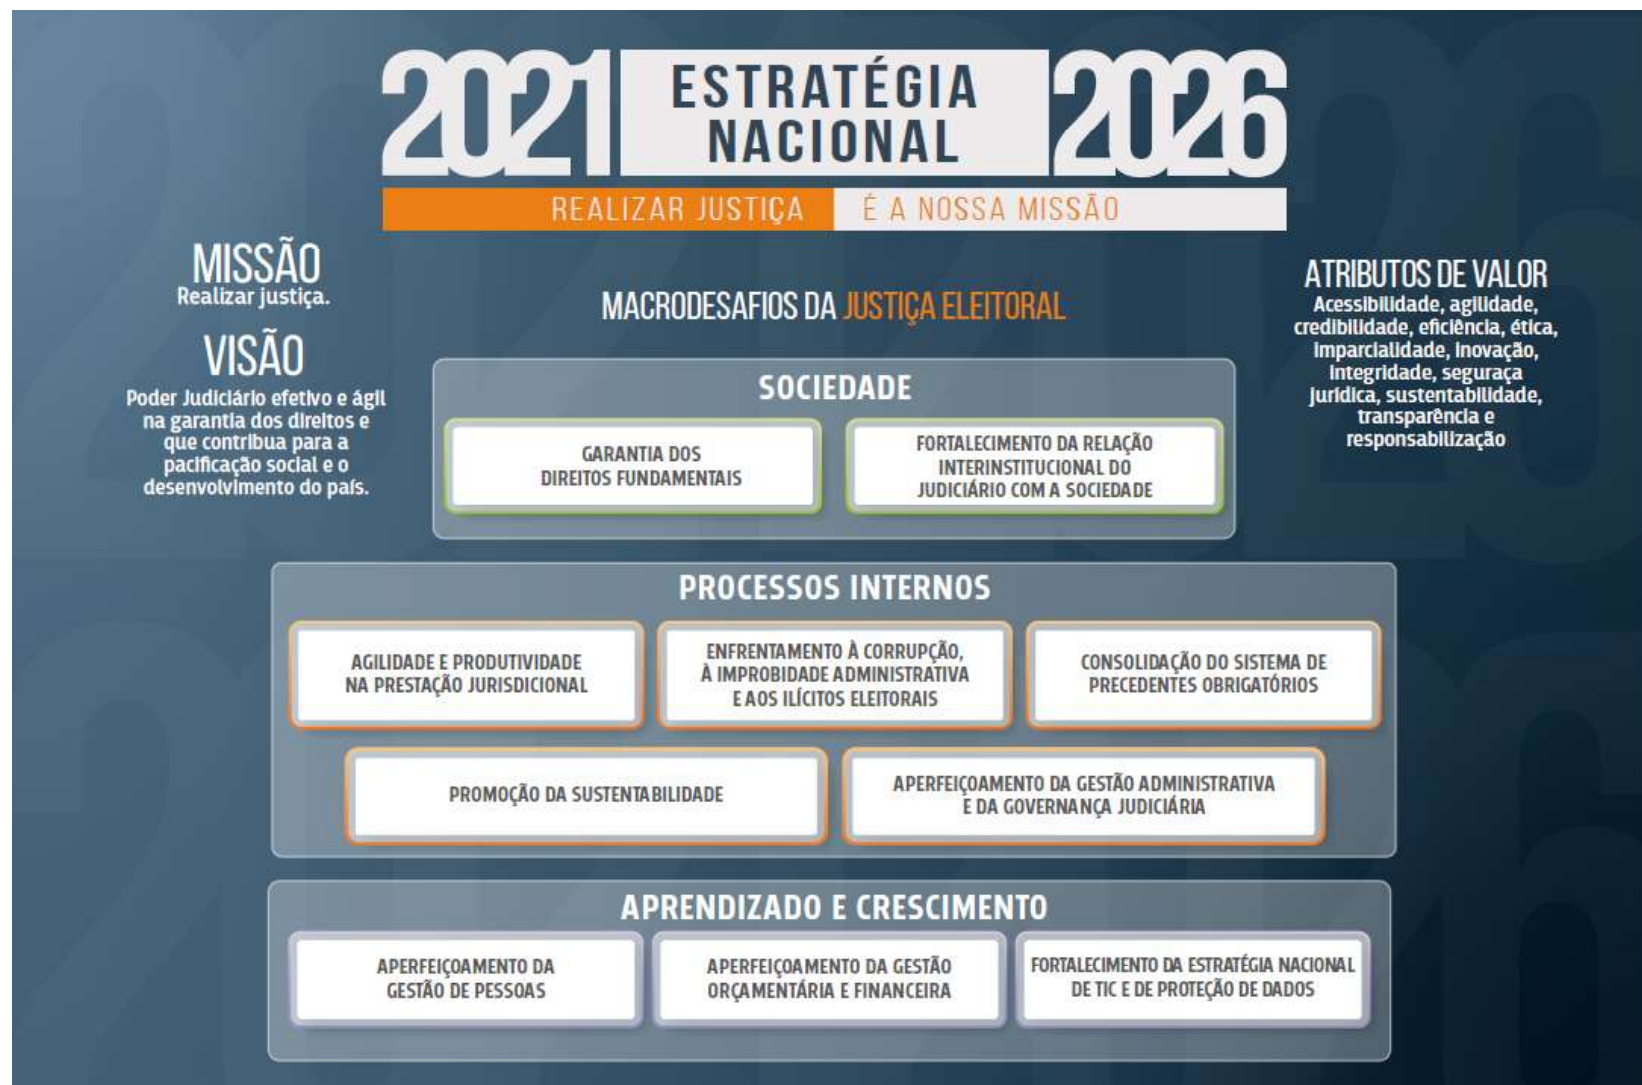 2021 ESTRATÉGIA NACIONAL 2026
REALIZAR JUSTIÇA É A NOSSA MISSÃO
MISSÃO
Realizar justiça.
VISÃO
Poder Judiciário efetivo e ágil
na garantia dos direitos e
que contribua para a
pacificação social e o
desenvolvimento do país.
MACRODESAFIOS DA JUSTIÇA ELEITORAL
ATRIBUTOS DE VALOR
Acessibilidade, agilidade,
credibilidade, eficiência, ética,
imparcialidade, inovação,
integridade, seguraça
jurídica, sustentabilidade,
transparência e
responsabilização
SOCIEDADE
GARANTIA DOS
DIREITOS FUNDAMENTAIS
FORTALECIMENTO DA RELAÇÃO
INTERINSTITUCIONAL DO
JUDICIÁRIO COM A SOCIEDADE
PROCESSOS INTERNOS
AGILIDADE E PRODUTIVIDADE
NA PRESTAÇÃO JURISDICIONAL
ENFRENTAMENTO À CORRUPÇÃO,
À IMPROBIDADE ADMINISTRATIVA
E AOS ILÍCITOS ELEITORAIS
CONSOLIDAÇÃO DO SISTEMA DE
PRECEDENTES OBRIGATÓRIOS
PROMOÇÃO DA SUSTENTABILIDADE
APERFEIÇOAMENTO DA GESTÃO ADMINISTRATIVA
E DA GOVERNANÇA JUDICIÁRIA
APRENDIZADO E CRESCIMENTO
APERFEIÇOAMENTO DA
GESTÃO DE PESSOAS
APERFEIÇOAMENTO DA GESTÃO
ORÇAMENTÁRIA E FINANCEIRA
FORTALECIMENTO DA ESTRATÉGIA NACIONAL
DE TIC E DE PROTEÇÃO DE DADOS